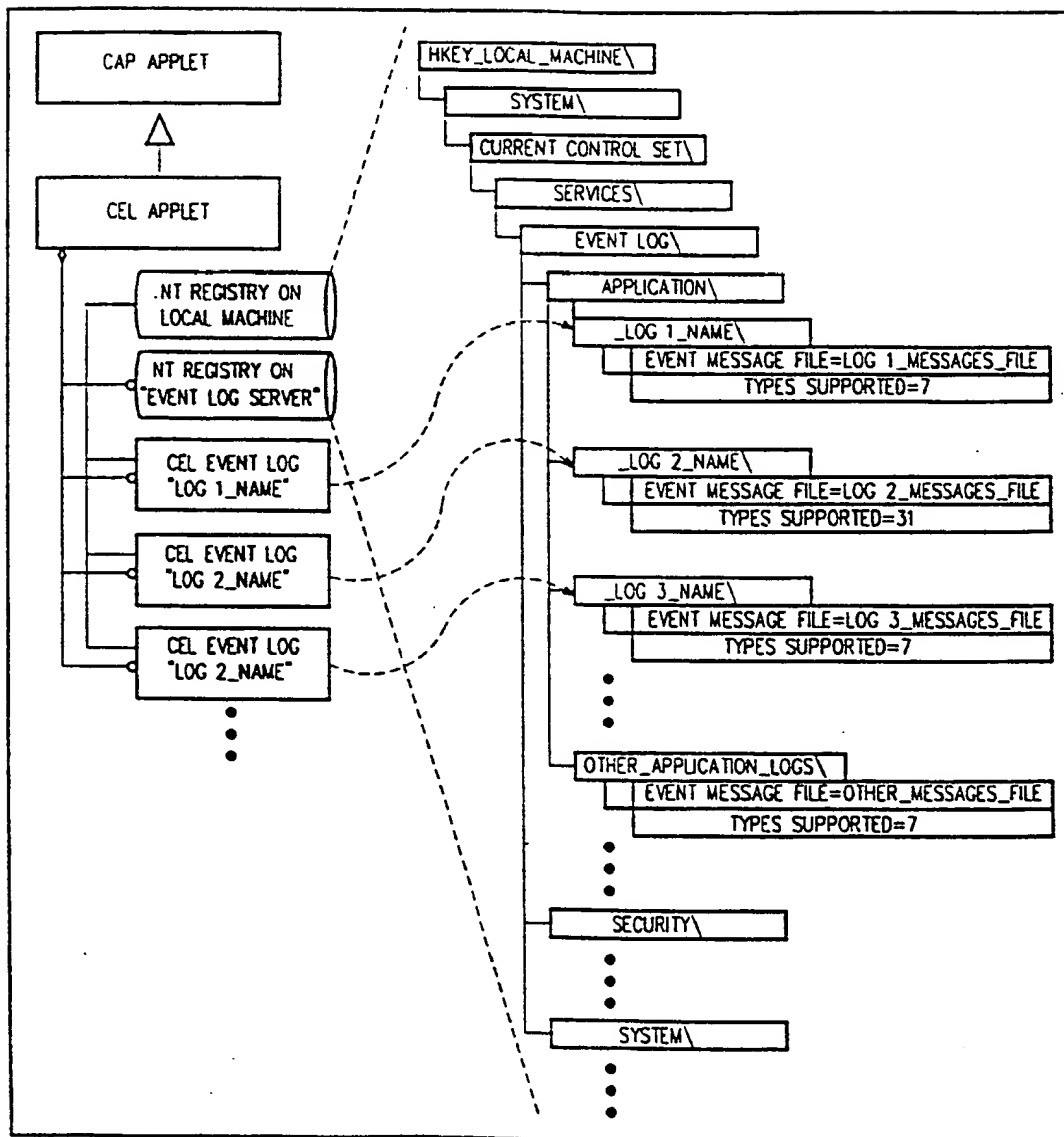 CAP APPLET
CEL APPLET
.NT REGISTRY ON
LOCAL MACHINE
NT REGISTRY ON
"EVENT LOG SERVER"
CEL EVENT LOG
"LOG 1_NAME"
CEL EVENT LOG
"LOG 2_NAME"
CEL EVENT LOG
"LOG 2_NAME"
HKEY_LOCAL_MACHINE\
SYSTEM\
CURRENT CONTROL SET\
SERVICES\
EVENT LOG\
APPLICATION\
_LOG 1_NAME\
EVENT MESSAGE FILE=LOG 1_MESSAGES_FILE
TYPES SUPPORTED=7
_LOG 2_NAME\
EVENT MESSAGE FILE=LOG 2_MESSAGES_FILE
TYPES SUPPORTED=31
_LOG 3_NAME\
EVENT MESSAGE FILE=LOG 3_MESSAGES_FILE
TYPES SUPPORTED=7
OTHER_APPLICATION_LOGS\
EVENT MESSAGE FILE=OTHER_MESSAGES_FILE
TYPES SUPPORTED=7
SECURITY\
SYSTEM\